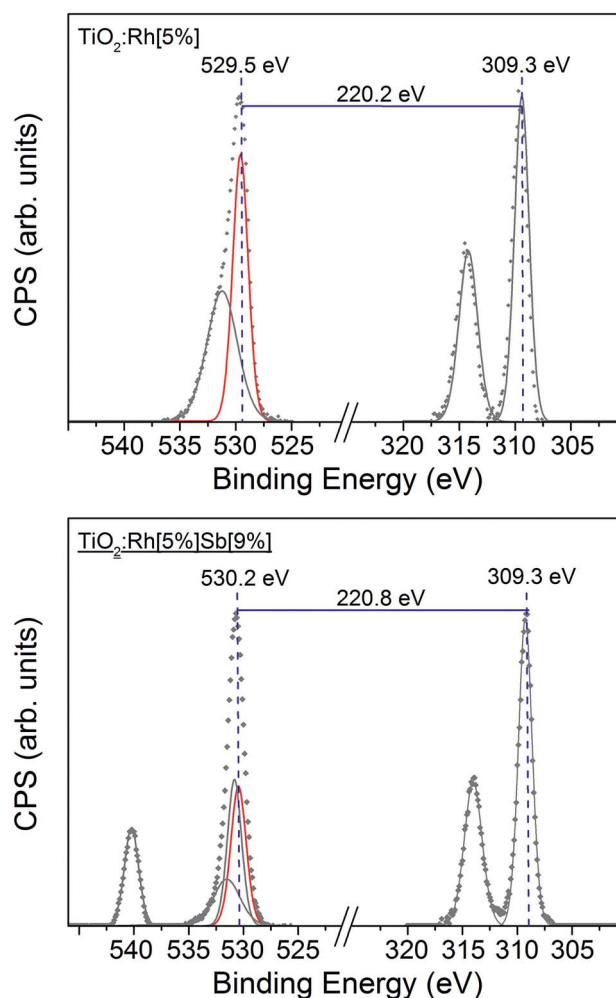 TiO2:Rh[5%]
529.5 eV
309.3 eV
220.2 eV
CPS (arb. units)
540 535 530 525 320 315 310 305
Binding Energy (eV)
TiO2:Rh[5%]Sb[9%]
530.2 eV
309.3 eV
220.8 eV
CPS (arb. units)
540 535 530 525 320 315 310 305
Binding Energy (eV)